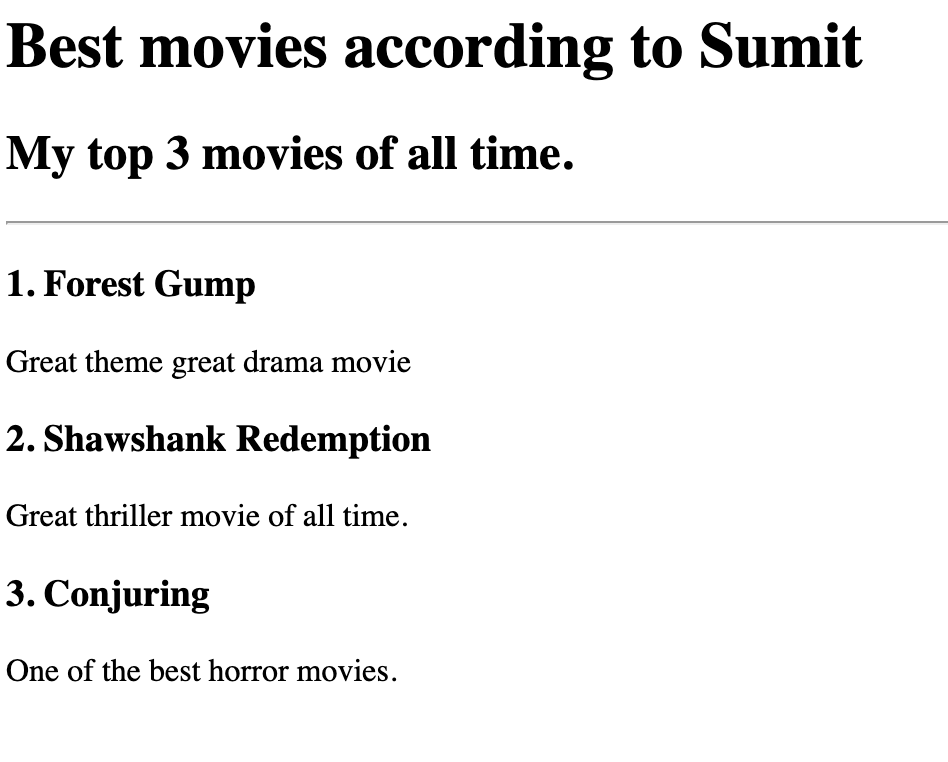 Best movies according to Sumit
My top 3 movies of all time.
1. Forest Gump
Great theme great drama movie
2. Shawshank Redemption
Great thriller movie of all time.
3. Conjuring
One of the best horror movies.